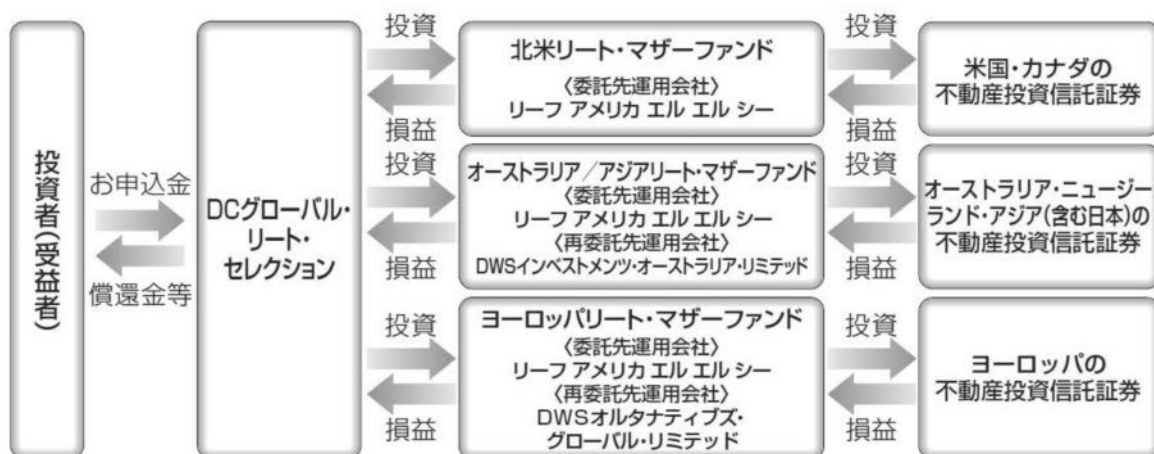 投資者(受益者)
お申込金
償還金等
DCグローバル・
リート・
セレクション
投資
損益
北米リート・マザーファンド
〈委託先運用会社〉
リーフ アメリカ エル エル シー
投資
損益
米国・カナダの
不動産投資信託証券
投資
損益
オーストラリア/アジアリート・マザーファンド
〈委託先運用会社〉
リーフ アメリカ エル エル シー
〈再委託先運用会社〉
DWSインベストメンツ・オーストラリア・リミテッド
投資
損益
オーストラリア・ニュージー
ランド・アジア(含む日本)の
不動産投資信託証券
投資
損益
ヨーロッパリート・マザーファンド
〈委託先運用会社〉
リーフ アメリカ エル エル シー
〈再委託先運用会社〉
DWSオルタナティブズ・
グローバル・リミテッド
投資
損益
ヨーロッパの
不動産投資信託証券